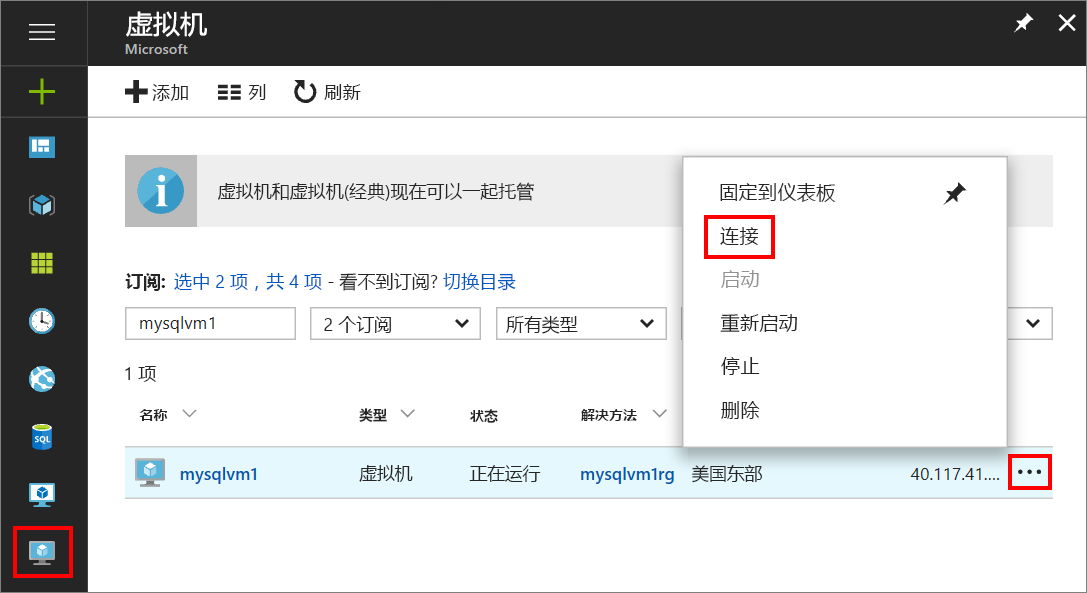 虚拟机
Microsoft
添加 列 刷新
虚拟机和虚拟机(经典)现在可以一起托管
订阅: 选中 2 项，共 4 项 - 看不到订阅? 切换目录
mysqlvm1 2 个订阅 所有类型
1 项
名称 类型 状态 解决方法
mysqlvm1 虚拟机 正在运行 mysqlvm1rg 美国东部 40.117.41.... •••
固定到仪表板
连接
启动
重新启动
停止
删除
SQL